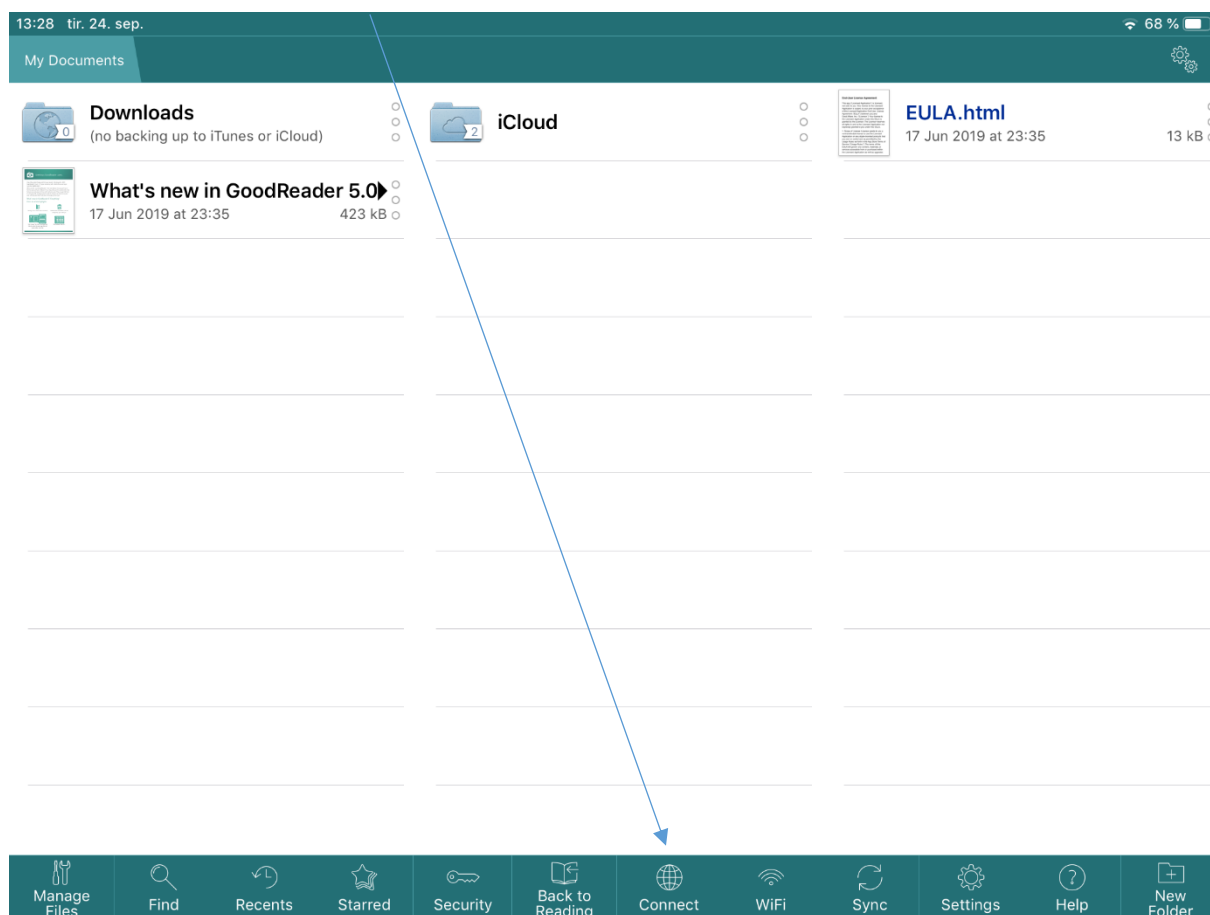 13:28 tir. 24. sep. 68 %
My Documents
Downloads
(no backing up to iTunes or iCloud)
0
iCloud
2
EULA.html
17 Jun 2019 at 23:35 13 kB
What's new in GoodReader 5.0
17 Jun 2019 at 23:35 423 kB
Manage
Files
Find
Recents
Starred
Security
Back to
Reading
Connect
WiFi
Sync
Settings
Help
New
Folder